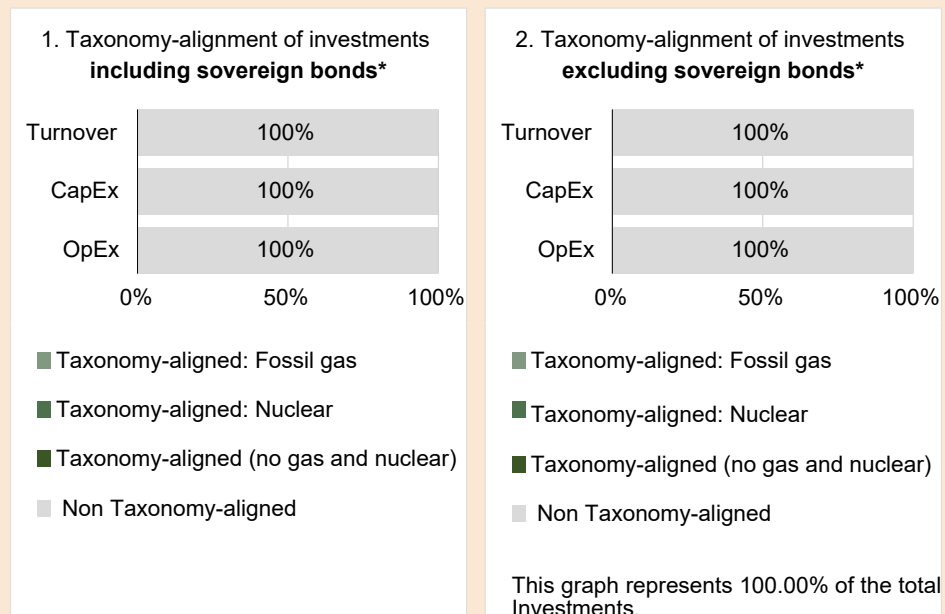 1. Taxonomy-alignment of investments
including sovereign bonds*
Turnover 100%
CapEx 100%
OpEx 100%
0% 50% 100%
Taxonomy-aligned: Fossil gas
Taxonomy-aligned: Nuclear
Taxonomy-aligned (no gas and nuclear)
Non Taxonomy-aligned
2. Taxonomy-alignment of investments
excluding sovereign bonds*
Turnover 100%
CapEx 100%
OpEx 100%
0% 50% 100%
Taxonomy-aligned: Fossil gas
Taxonomy-aligned: Nuclear
Taxonomy-aligned (no gas and nuclear)
Non Taxonomy-aligned
This graph represents 100.00% of the total
Investments.